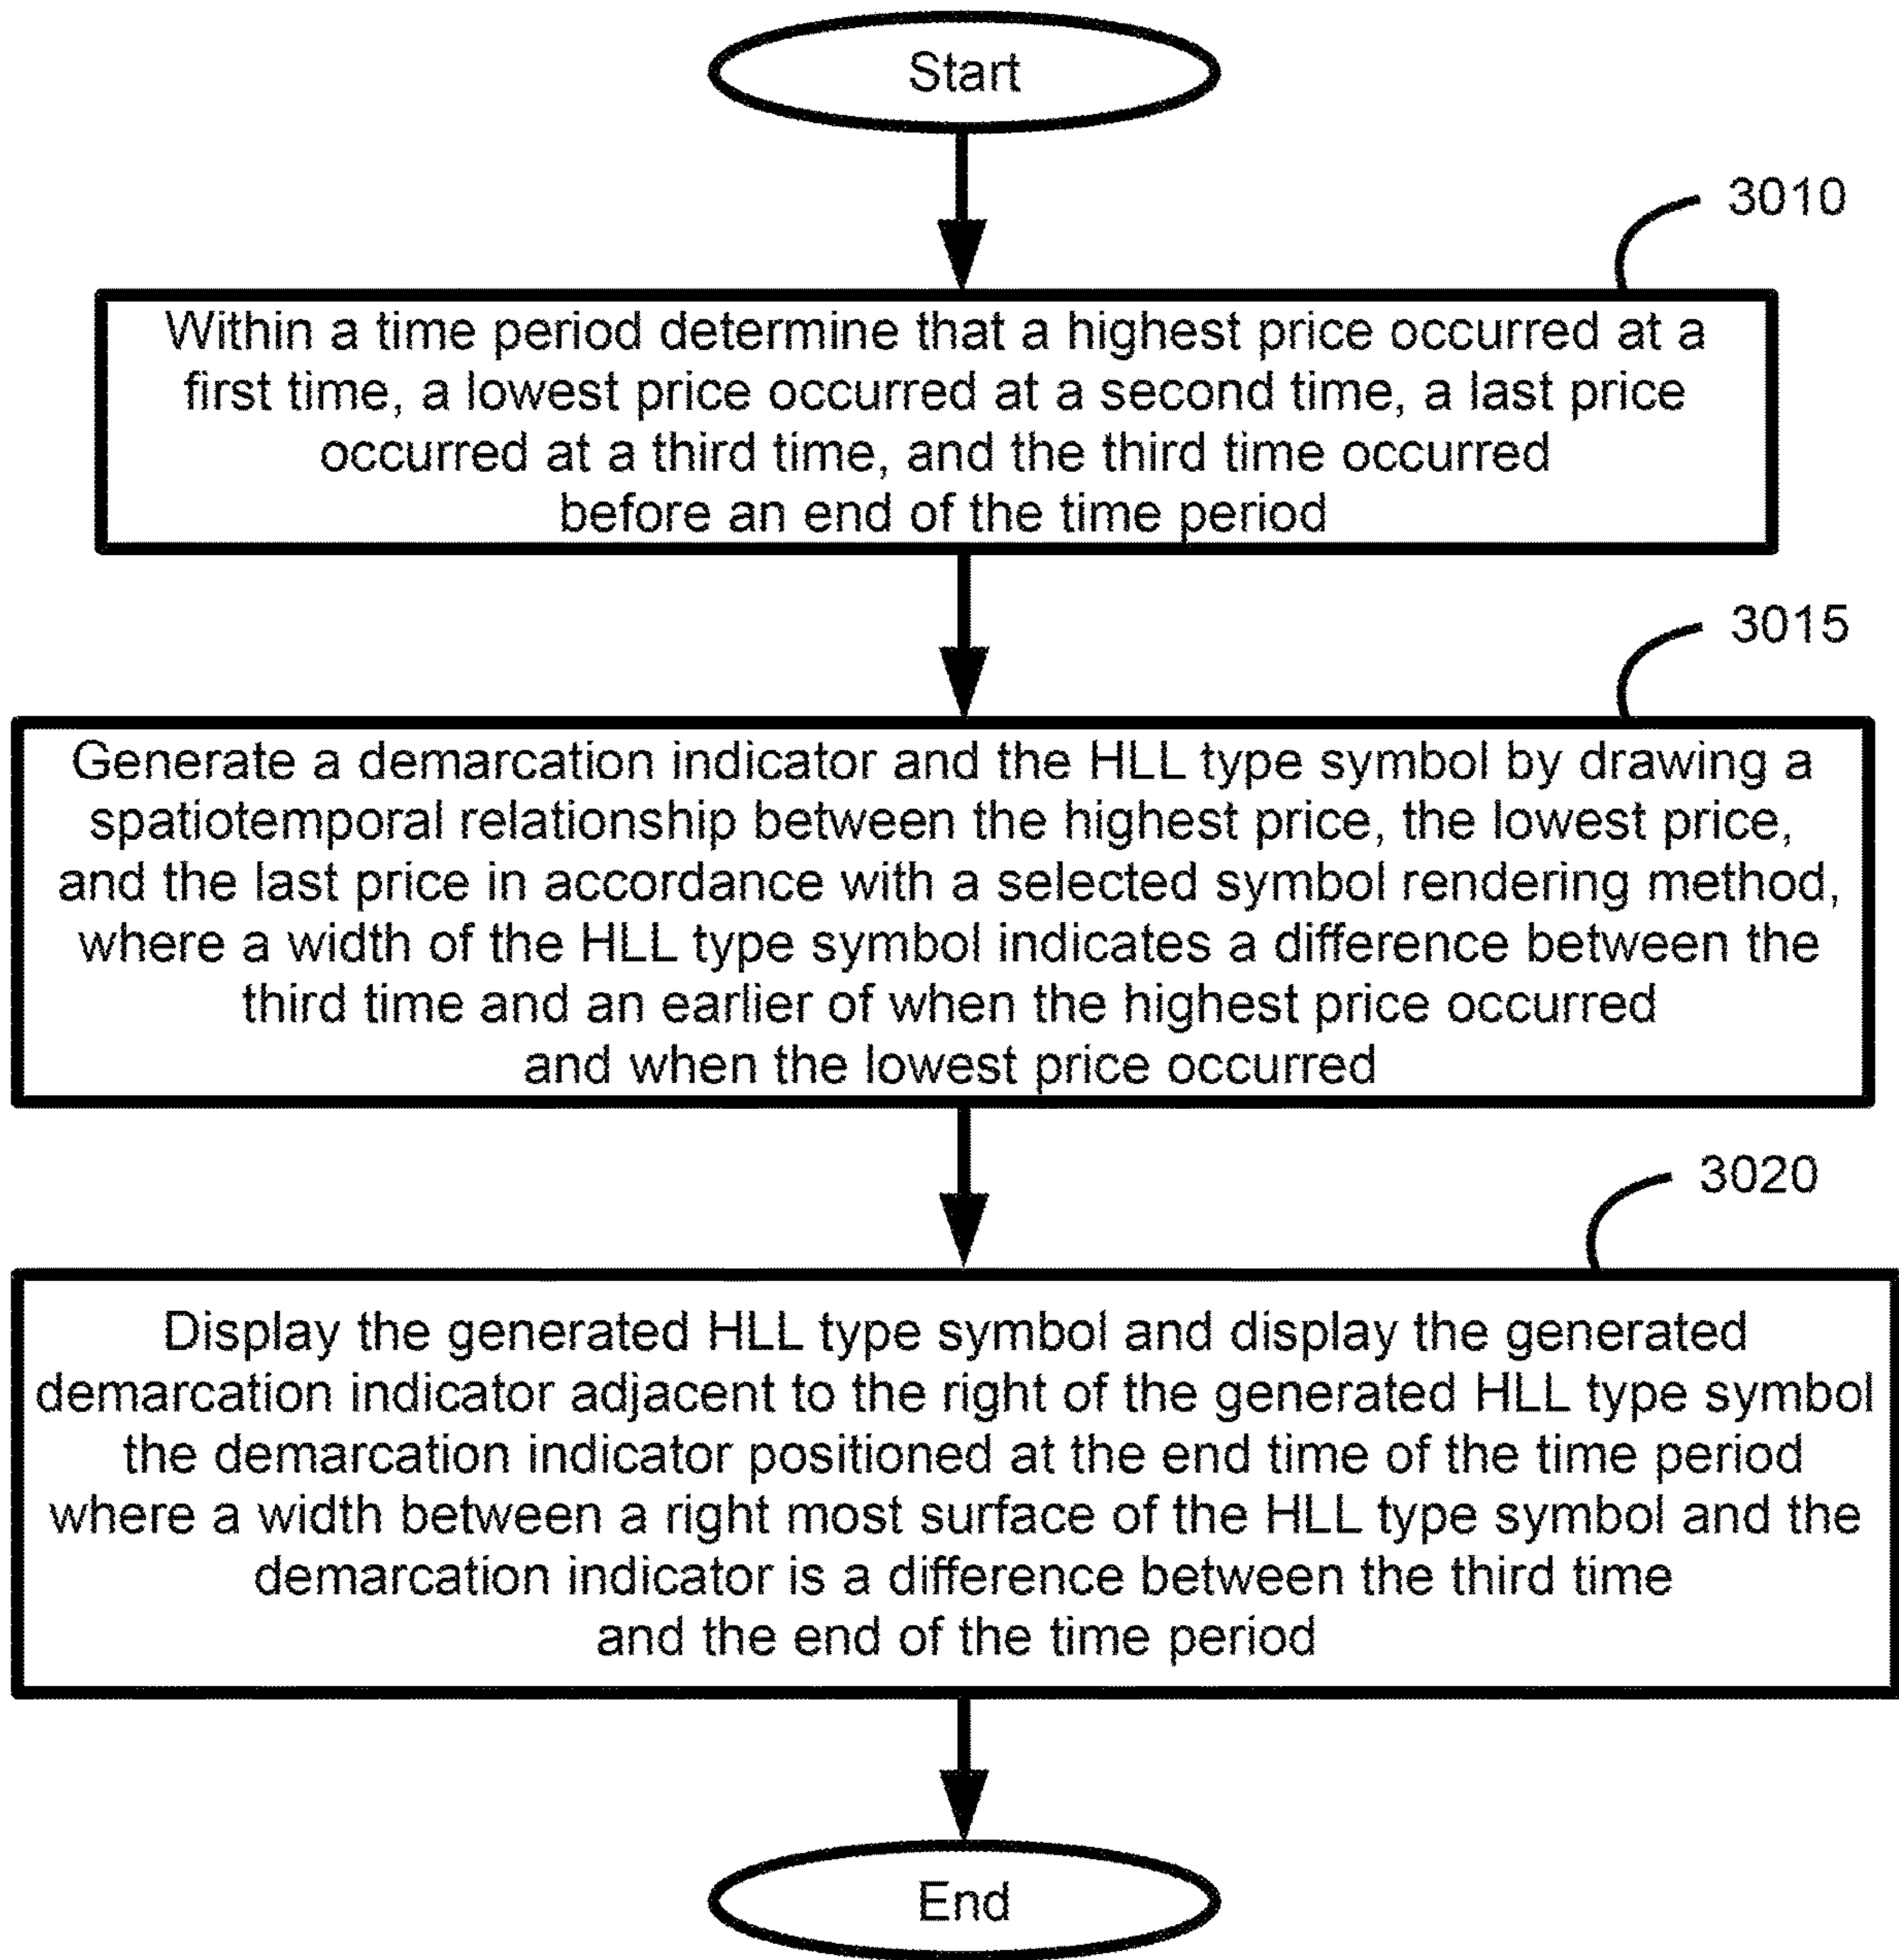 Start
3010
Within a time period determine that a highest price occurred at a
first time, a lowest price occurred at a second time, a last price
occurred at a third time, and the third time occurred
before an end of the time period
3015
Generate a demarcation indicator and the HLL type symbol by drawing a
spatiotemporal relationship between the highest price, the lowest price,
and the last price in accordance with a selected symbol rendering method,
where a width of the HLL type symbol indicates a difference between the
third time and an earlier of when the highest price occurred
and when the lowest price occurred
3020
Display the generated HLL type symbol and display the generated
demarcation indicator adjacent to the right of the generated HLL type symbol
the demarcation indicator positioned at the end time of the time period
where a width between a right most surface of the HLL type symbol and the
demarcation indicator is a difference between the third time
and the end of the time period
End